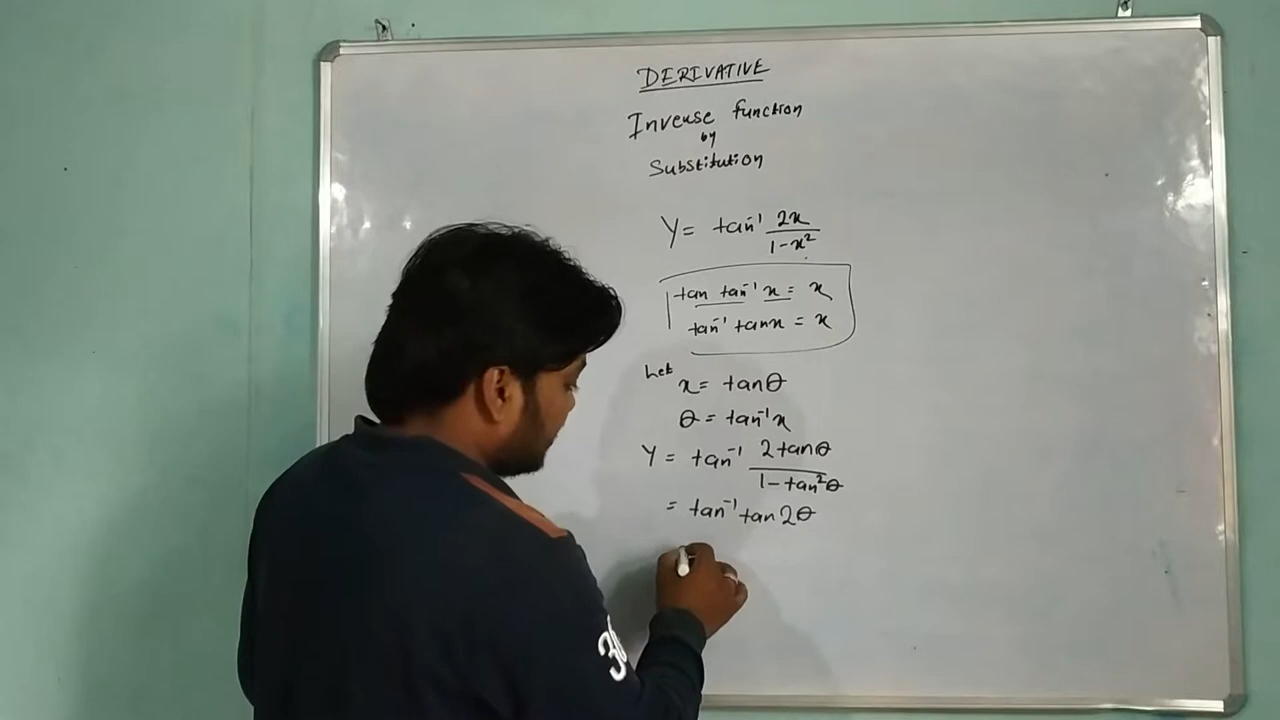 DERIVATIVE
Inverse function
by
Substitution
Y = tan⁻¹ 2x / 1-x²
tan tan⁻¹ x = x
tan⁻¹ tanx = x
Let x = tanθ
θ = tan⁻¹x
Y = tan⁻¹ 2tanθ / 1-tan²θ
= tan⁻¹ tan2θ